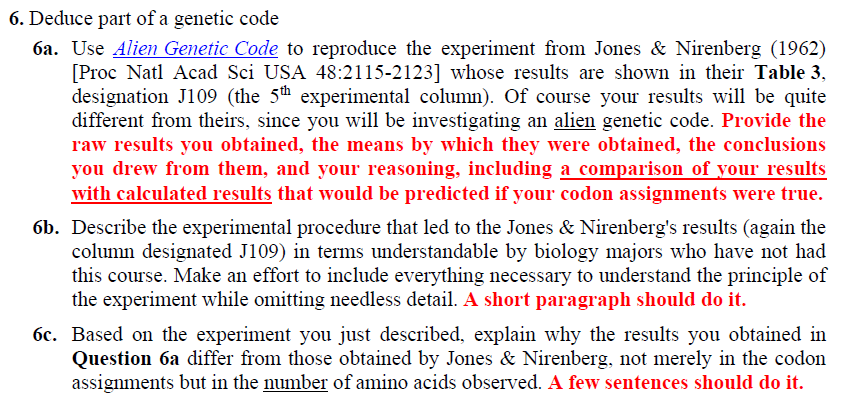 6. Deduce part of a genetic code
6a. Use Alien Genetic Code to reproduce the experiment from Jones & Nirenberg (1962)
[Proc Natl Acad Sci USA 48:2115-2123] whose results are shown in their Table 3,
designation J109 (the 5th experimental column). Of course your results will be quite
different from theirs, since you will be investigating an alien genetic code. Provide the
raw results you obtained, the means by which they were obtained, the conclusions
you drew from them, and your reasoning, including a comparison of your results
with calculated results that would be predicted if your codon assignments were true.
6b. Describe the experimental procedure that led to the Jones & Nirenberg's results (again the
column designated J109) in terms understandable by biology majors who have not had
this course. Make an effort to include everything necessary to understand the principle of
the experiment while omitting needless detail. A short paragraph should do it.
6c. Based on the experiment you just described, explain why the results you obtained in
Question 6a differ from those obtained by Jones & Nirenberg, not merely in the codon
assignments but in the number of amino acids observed. A few sentences should do it.